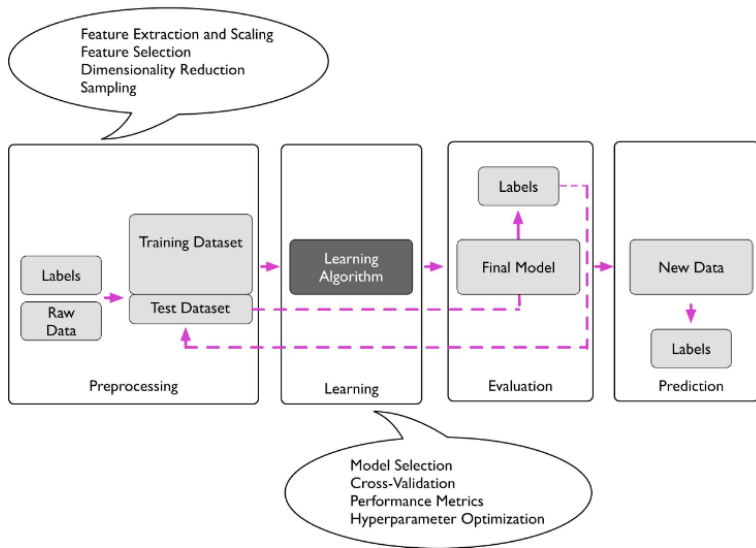 Feature Extraction and Scaling
Feature Selection
Dimensionality Reduction
Sampling
Labels
Raw
Data
Training Dataset
Test Dataset
Preprocessing
Learning
Algorithm
Learning
Labels
Final Model
Evaluation
New Data
Labels
Prediction
Model Selection
Cross-Validation
Performance Metrics
Hyperparameter Optimization